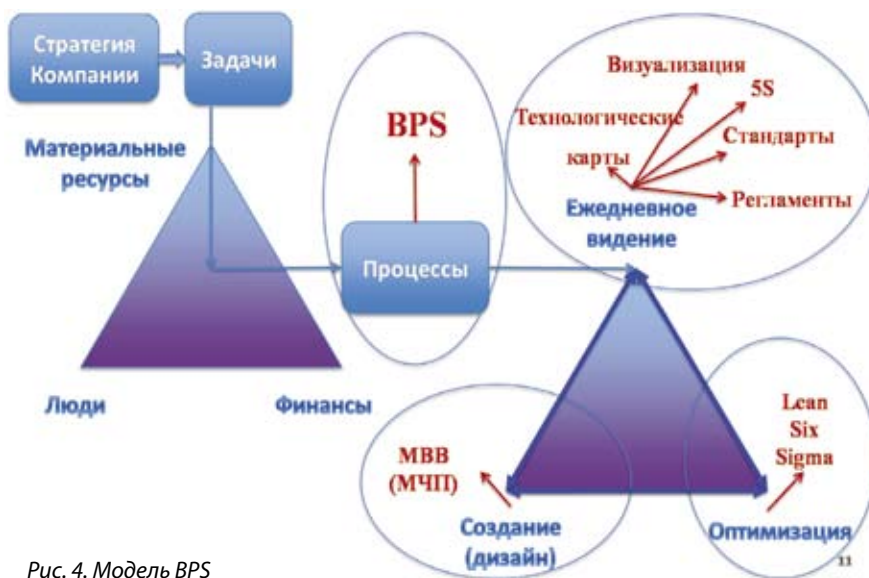 Стратегия
Компании
Задачи
Материальные
ресурсы
Люди
Финансы
BPS
Процессы
Визуализация
5S
Технологические
карты
Стандарты
Регламенты
Ежедневное
видение
МВВ
(МЧП)
Создание
(дизайн)
Lean
Six
Sigma
Оптимизация
11
Рис. 4. Модель BPS